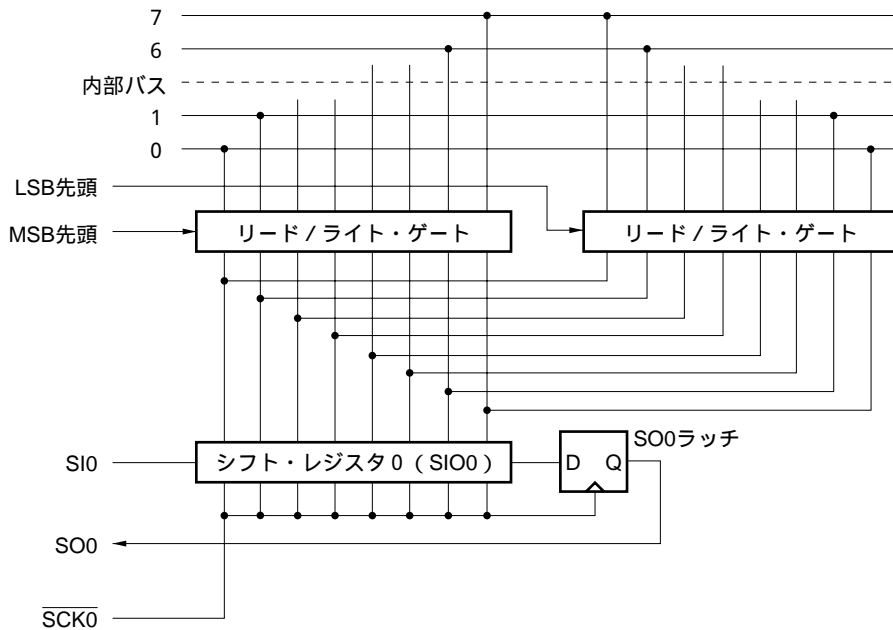 7
6
内部バス
1
0
LSB先頭
MSB先頭
リード / ライト・ゲート
リード / ライト・ゲート
SO0ラッチ
SI0
シフト・レジスタ 0 ( SIO0 )
D Q
SO0
SCK0